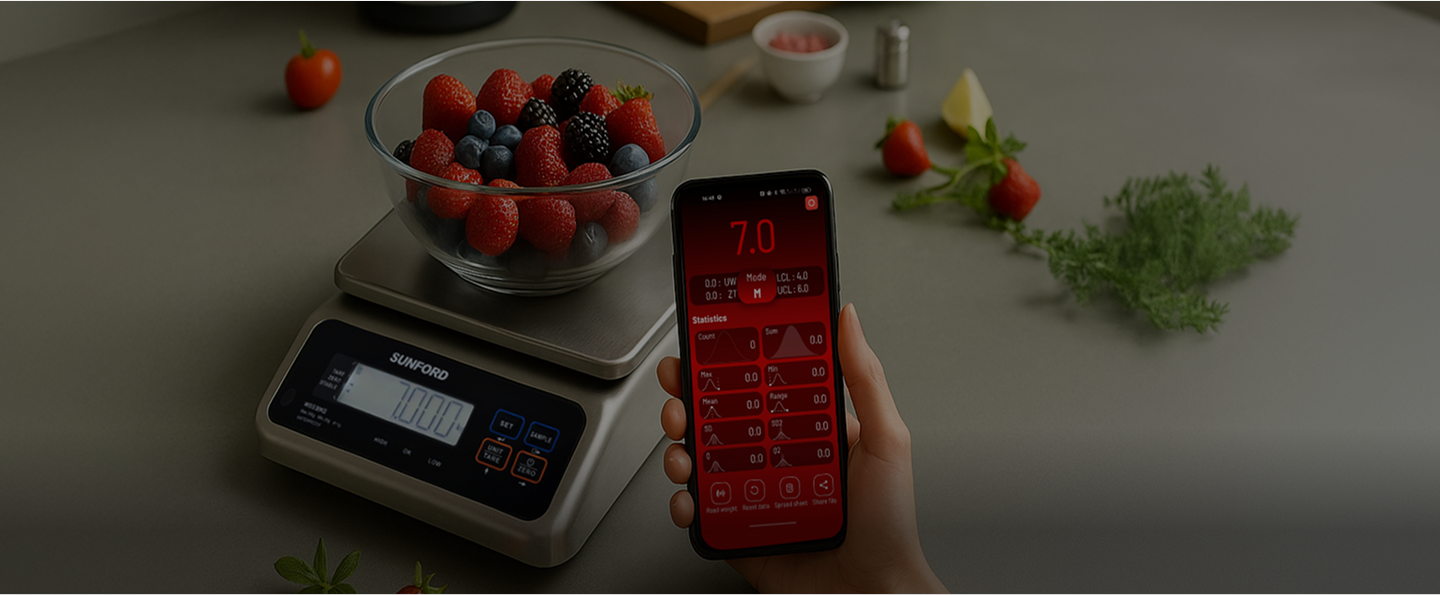 SUNFORD
TARE
ZERO
STABLE
7.000
HIGH
OK
LOW
SET
SAMPLE
UNIT
TARE
ZERO
7.0
0.0 : UW
Mode
LCL : 4.0
0.0 : ZT
M
UCL : 6.0
Statistics
Count
0
Sum
0.0
Max
0.0
Min
0.0
Mean
0.0
Range
0.0
SD
0.0
SD2
0.0
0.0
0.0
Read weight
Reset data
Spread sheet
Share file